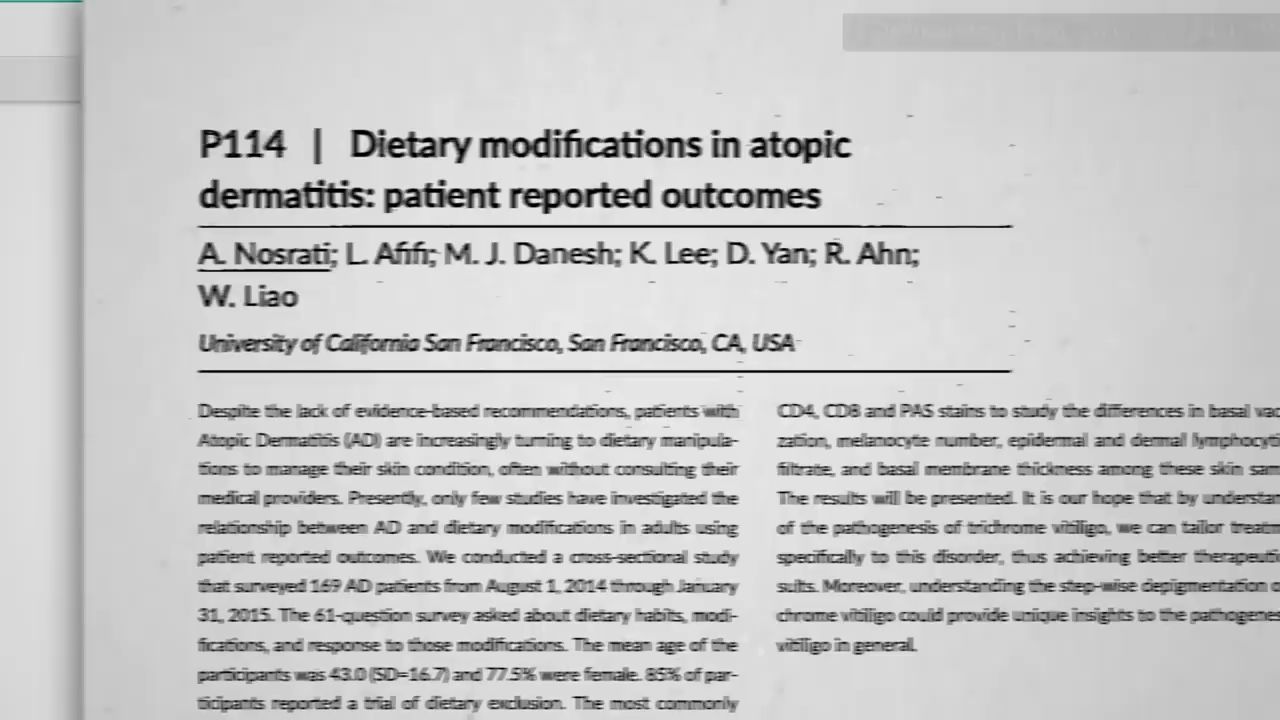 P114 | Dietary modifications in atopic
dermatitis: patient reported outcomes
A. Nosrati; L. Afifi; M. J. Danesh; K. Lee; D. Yan; R. Ahn;
W. Liao
University of California San Francisco, San Francisco, CA, USA
Despite the lack of evidence-based recommendations, patients with
Atopic Dermatitis (AD) are increasingly turning to dietary manipula-
tions to manage their skin condition, often without consulting their
medical providers. Presently, only few studies have investigated the
relationship between AD and dietary modifications in adults using
patient reported outcomes. We conducted a cross-sectional study
that surveyed 169 AD patients from August 1, 2014 through January
31, 2015. The 61-question survey asked about dietary habits, modi-
fications, and response to those modifications. The mean age of the
participants was 43.0 (SD=16.7) and 77.5% were female. 85% of par-
ticipants reported a trial of dietary exclusion. The most commonly
CD4, CD8 and PAS stains to study the differences in basal vac
zation, melanocyte number, epidermal and dermal lymphocyti
filtrate, and basal membrane thickness among these skin sam
The results will be presented. It is our hope that by understan
of the pathogenesis of trichrome vitiligo, we can tailor treatm
specifically to this disorder, thus achieving better therapeuti
sults. Moreover, understanding the step-wise depigmentation o
chrome vitiligo could provide unique insights to the pathogenes
vitiligo in general.